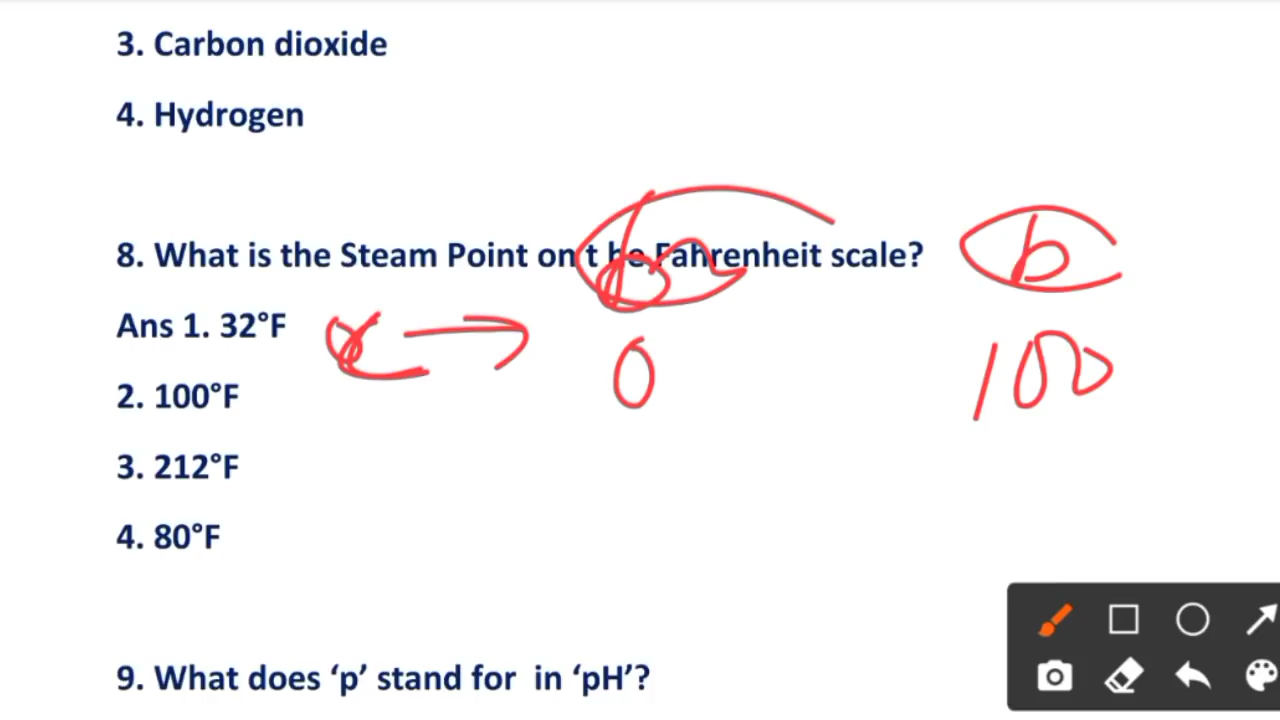 3. Carbon dioxide
4. Hydrogen
8. What is the Steam Point on t he Fahrenheit scale?
b
Ans 1. 32°F
0
100
2. 100°F
3. 212°F
4. 80°F
9. What does ‘p’ stand for in ‘pH’?